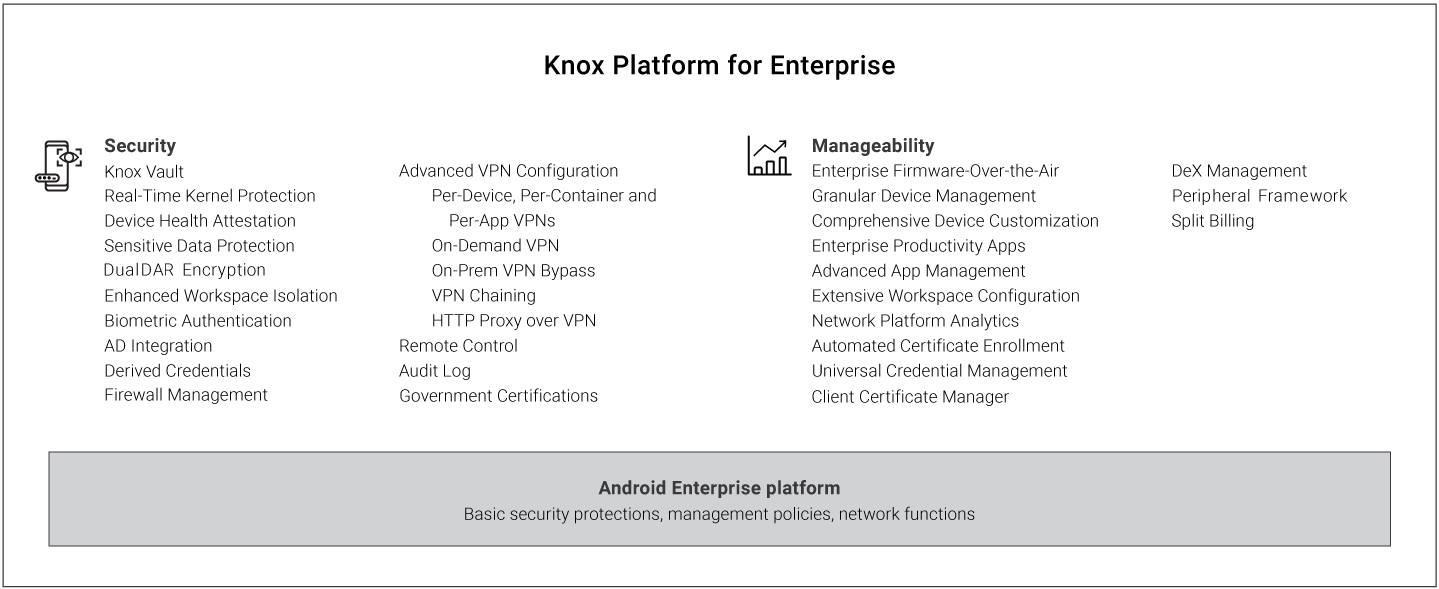 Knox Platform for Enterprise
Security
Knox Vault
Real-Time Kernel Protection
Device Health Attestation
Sensitive Data Protection
DualDAR Encryption
Enhanced Workspace Isolation
Biometric Authentication
AD Integration
Derived Credentials
Firewall Management
Advanced VPN Configuration
Per-Device, Per-Container and
Per-App VPNs
On-Demand VPN
On-Prem VPN Bypass
VPN Chaining
HTTP Proxy over VPN
Remote Control
Audit Log
Government Certifications
Manageability
Enterprise Firmware-Over-the-Air
Granular Device Management
Comprehensive Device Customization
Enterprise Productivity Apps
Advanced App Management
Extensive Workspace Configuration
Network Platform Analytics
Automated Certificate Enrollment
Universal Credential Management
Client Certificate Manager
DeX Management
Peripheral Framework
Split Billing
Android Enterprise platform
Basic security protections, management policies, network functions